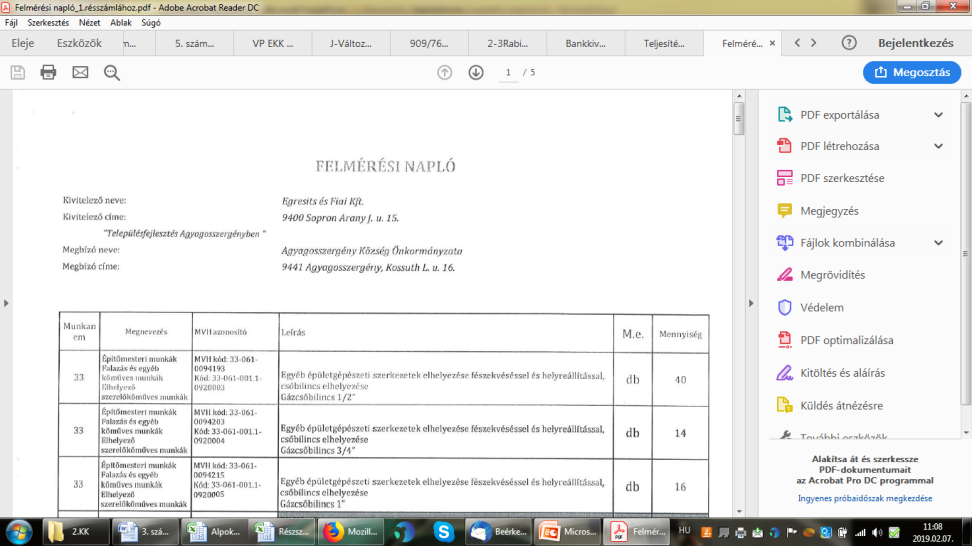 Felmérési napló_1.résszámlához.pdf - Adobe Acrobat Reader DC
Fájl Szerkesztés Nézet Ablak Súgó
Eleje Eszközök m... 5. szám... VP EKK ... J-Változ... 909/76... 2-3Rabi... Bankkiv... Teljesíté... Felméré... × Bejelentkezés
1 / 5 Megosztás
FELMÉRÉSI NAPLÓ
Kivitelező neve: Egresits és Fiai Kft.
Kivitelező címe: 9400 Sopron Arany J. u. 15.
"Településfejlesztés Agyagosszergényben "
Megbízó neve: Agyagosszergény Község Önkormányzata
Megbízó címe: 9441 Agyagosszergény, Kossuth L. u. 16.
Munkan
em
Megnevezés
MVH azonosító
Leírás
M.e.
Mennyiség
33
Építőmesteri munkák
Falazás és egyéb
kőműves munkák
Elhelyező
szerelőkőműves munkák
MVH kód: 33-061-
0094193
Kód: 33-061-001.1-
0920003
Egyéb épületgépészeti szerkezetek elhelyezése fészekvéséssel és helyreállítással,
csőbilincs elhelyezése
Gázcsőbilincs 1/2"
db
40
33
Építőmesteri munkák
Falazás és egyéb
kőműves munkák
Elhelyező
szerelőkőműves munkák
MVH kód: 33-061-
0094203
Kód: 33-061-001.1-
0920004
Egyéb épületgépészeti szerkezetek elhelyezése fészekvéséssel és helyreállítással,
csőbilincs elhelyezése
Gázcsőbilincs 3/4"
db
14
33
Építőmesteri munkák
Falazás és egyéb
kőműves munkák
Elhelyező
szerelőkőműves munkák
MVH kód: 33-061-
0094215
Kód: 33-061-001.1-
0920005
Egyéb épületgépészeti szerkezetek elhelyezése fészekvéséssel és helyreállítással,
csőbilincs elhelyezése
Gázcsőbilincs 1"
db
16
PDF exportálása
PDF létrehozása
PDF szerkesztése
Megjegyzés
Fájlok kombinálása
Megrövidítés
Védelem
PDF optimalizálása
Kitöltés és aláírás
Küldés átnézésre
További eszközök
Alakítsa át és szerkessze
PDF-dokumentumait
az Acrobat Pro DC programmal
Ingyenes próbaidőszak megkezdése
2.KK 3. szá... Alpok... Részsz... Mozill... Beérke... Micros... Felmér... HU 11:08
2019.02.07.